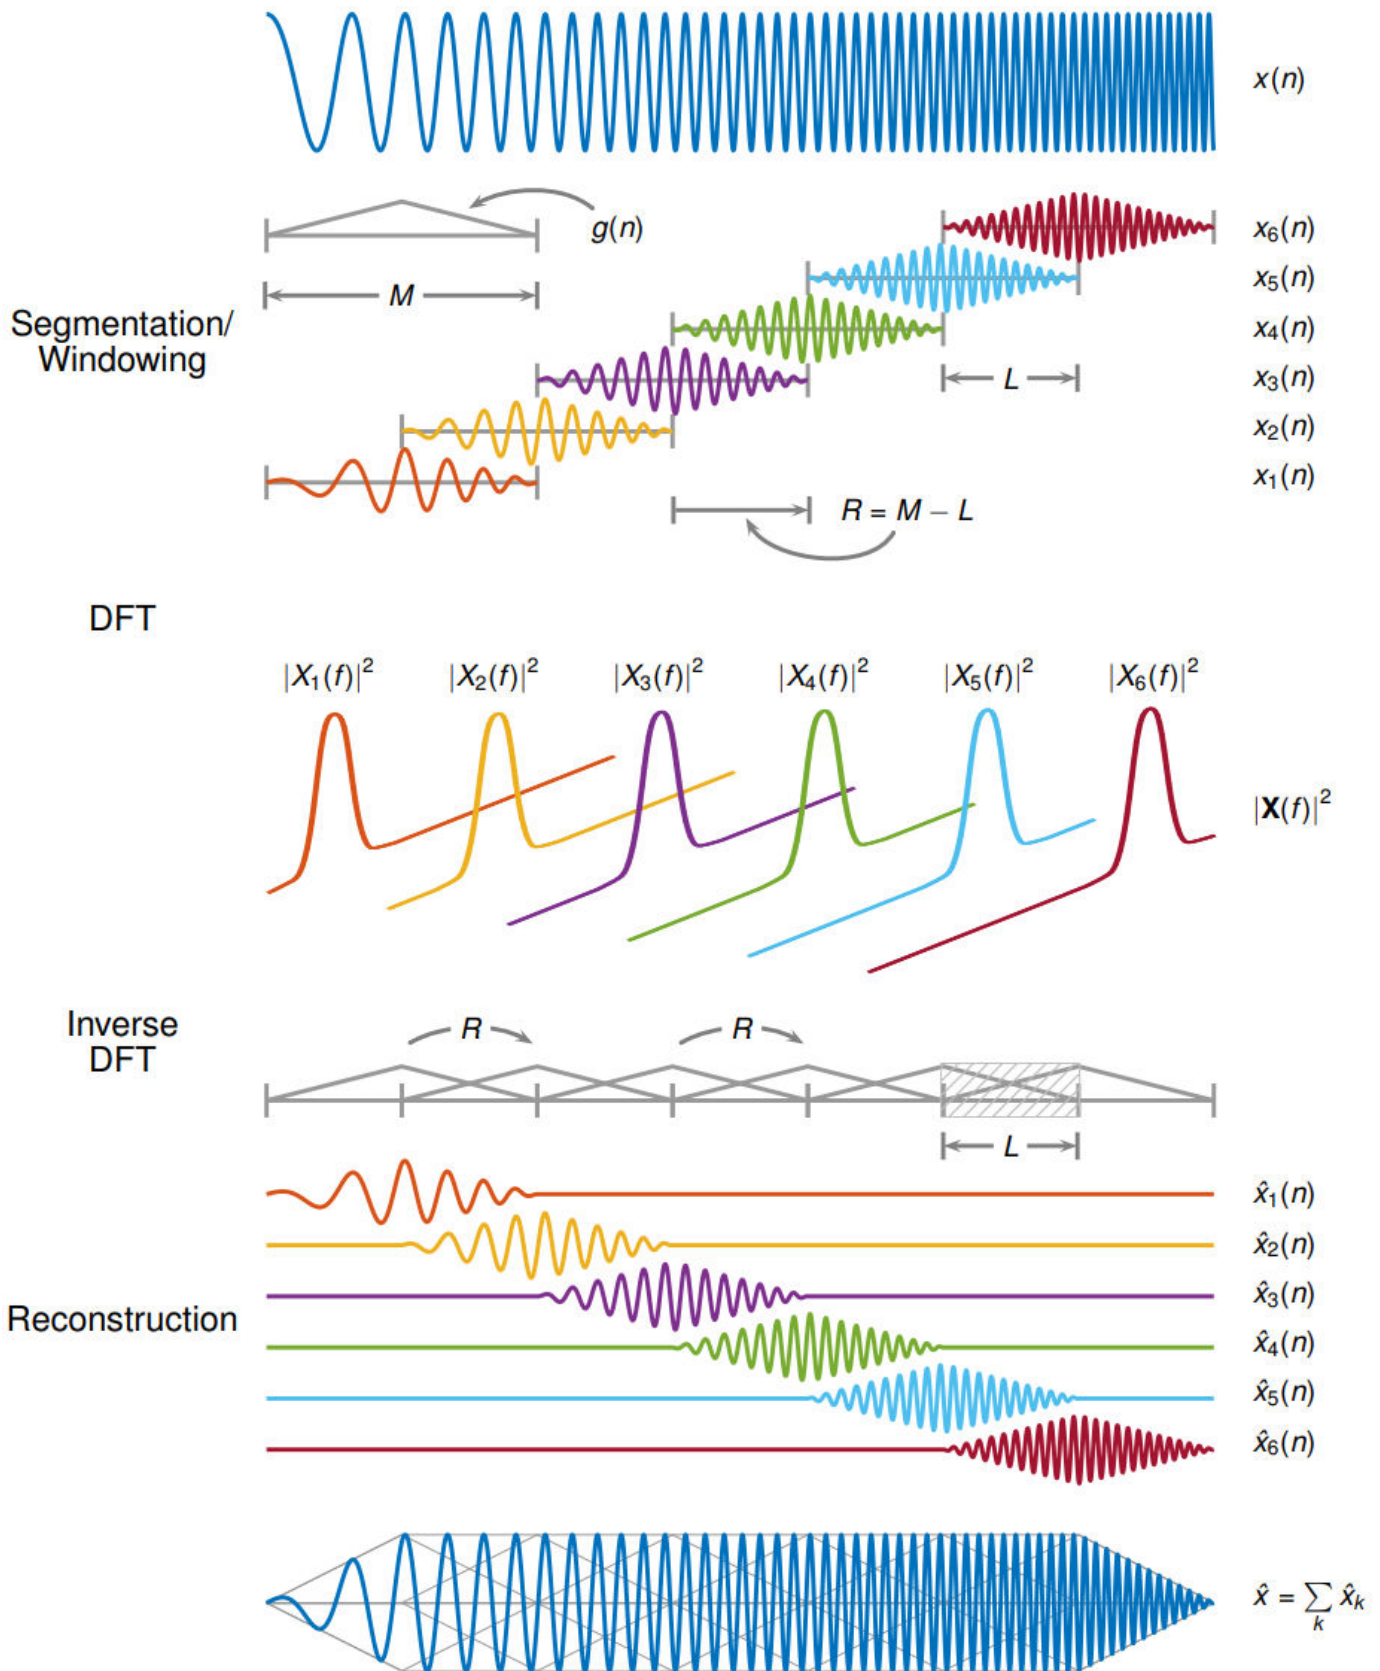 x(n)
g(n)
M
Segmentation/
Windowing
x₆(n)
x₅(n)
x₄(n)
x₃(n)
L
x₂(n)
x₁(n)
R = M − L
DFT
|X₁(f)|² |X₂(f)|² |X₃(f)|² |X₄(f)|² |X₅(f)|² |X₆(f)|²
|X(f)|²
Inverse
DFT
R R
L
x̂₁(n)
x̂₂(n)
x̂₃(n)
Reconstruction
x̂₄(n)
x̂₅(n)
x̂₆(n)
x̂ = ∑ x̂ₖ
k